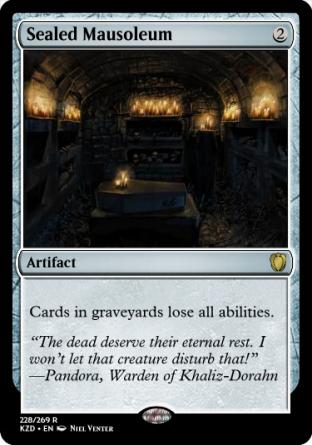 Sealed Mausoleum 2
Artifact
Cards in graveyards lose all abilities.
“The dead deserve their eternal rest. I
won’t let that creature disturb that!”
—Pandora, Warden of Khaliz-Dorahn
228/269 R
KZD • EN Niel Venter